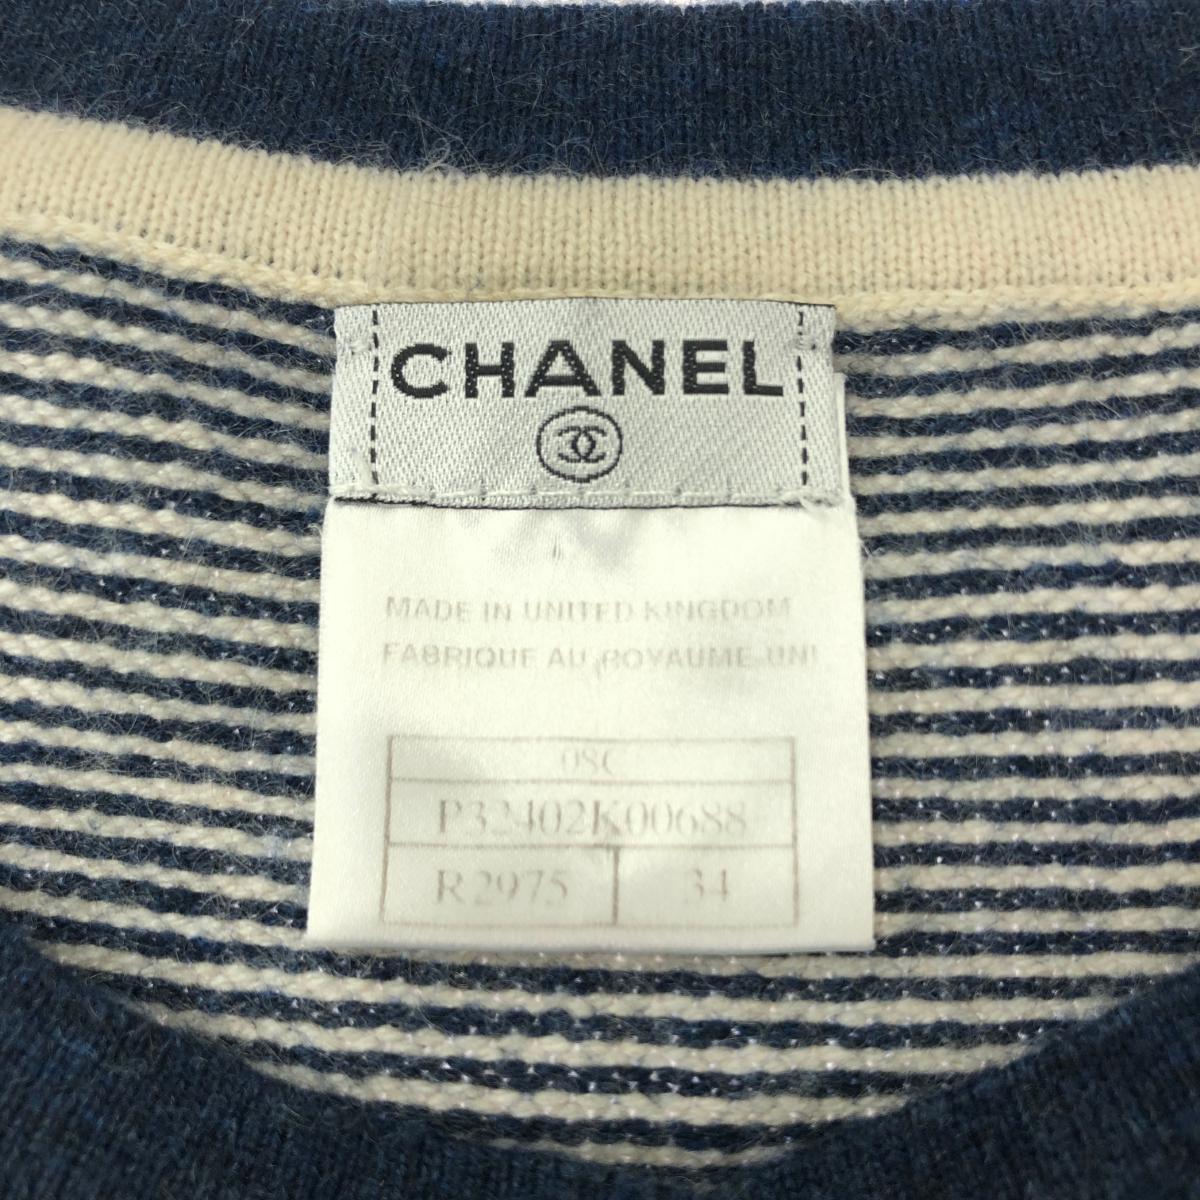 CHANEL
MADE IN UNITED KINGDOM
FABRIQUE AU ROYAUME-UNI
08C
P32402K00688
R2975 34